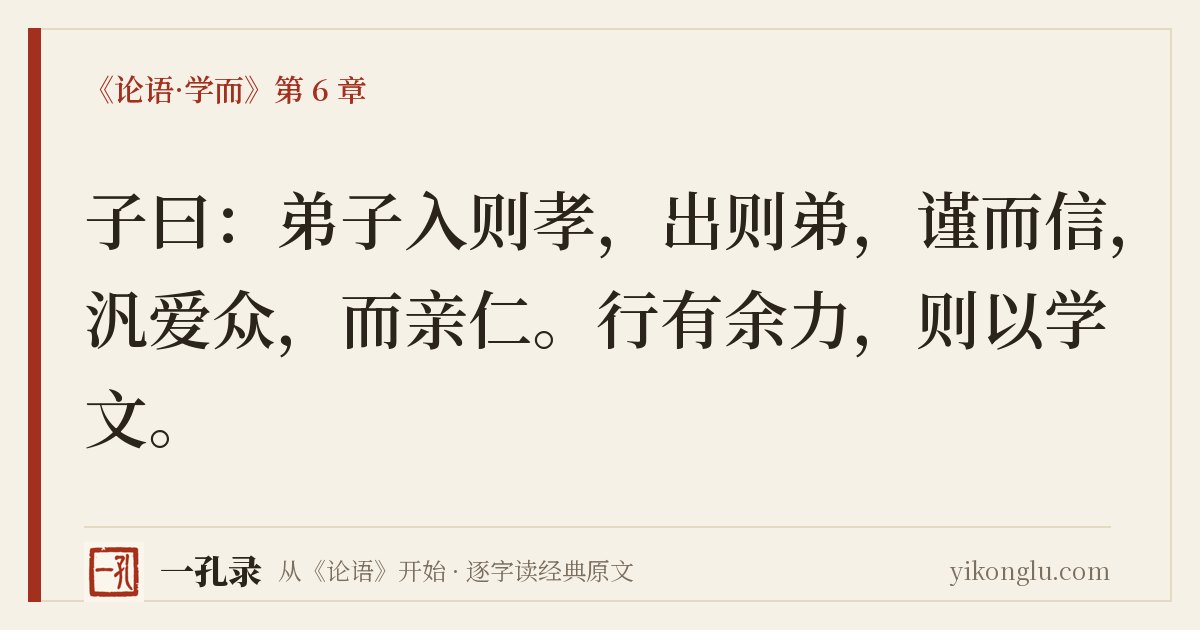 《论语·学而》第 6 章
子曰：弟子入则孝，出则弟，谨而信，
汎爱众，而亲仁。行有余力，则以学
文。
一孔
一孔录 从《论语》开始 · 逐字读经典原文 yikonglu.com